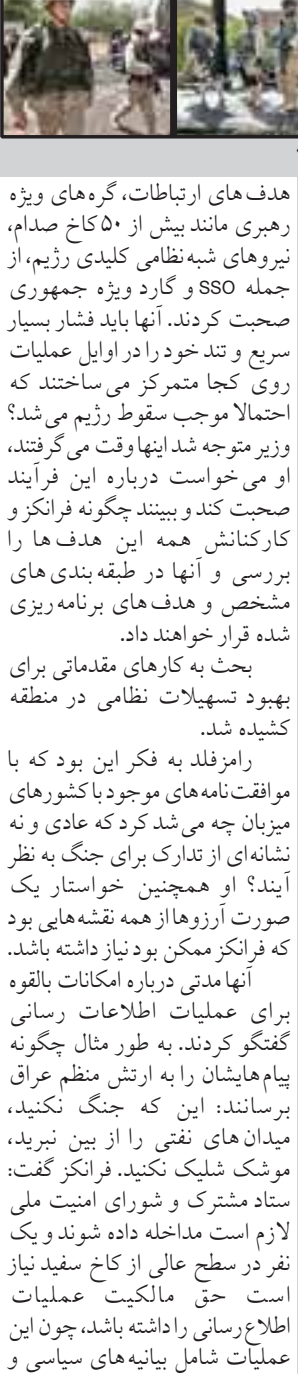 هدف‌های ارتباطات، گره‌های ویژه
رهبری مانند بیش از ۵۰ کاخ صدام،
نیروهای شبه‌نظامی کلیدی رژیم، از
جمله sso و گارد ویژه جمهوری
صحبت کردند. آنها باید فشار بسیار
سریع و تند خود را در اوایل عملیات
روی کجا متمرکز می‌ساختند که
احتمالا موجب سقوط رژیم می‌شد؟
وزیر متوجه شد اینها وقت می‌گرفتند،
او می‌خواست درباره این فرآیند
صحبت کند و ببینند چگونه فرانکز و
کارکنانش همه این هدف‌ها را
بررسی و آنها در طبقه‌بندی‌های
مشخص و هدف‌های برنامه‌ریزی
شده قرار خواهند داد.
بحث به کارهای مقدماتی برای
بهبود تسهیلات نظامی در منطقه
کشیده شد.
رامزفلد به فکر این بود که با
موافقت‌نامه‌های موجود با کشورهای
میزبان چه می‌شد کرد که عادی و نه
نشانه‌ای از تدارک برای جنگ به نظر
آیند؟ او همچنین خواستار یک
صورت آرزوها از همه نقشه‌هایی بود
که فرانکز ممکن بود نیاز داشته باشد.
آنها مدتی درباره امکانات بالقوه
برای عملیات اطلاعات رسانی
گفتگو کردند. به طور مثال چگونه
پیام‌هایشان را به ارتش منظم عراق
برسانند: این که جنگ نکنید،
میدان‌های نفتی را از بین نبرید،
موشک شلیک نکنید. فرانکز گفت:
ستاد مشترک و شورای امنیت ملی
لازم است مداخله داده شوند و یک
نفر در سطح عالی از کاخ سفید نیاز
است حق مالکیت عملیات
اطلاع‌رسانی را داشته باشد، چون این
عملیات شامل بیانیه‌های سیاسی و